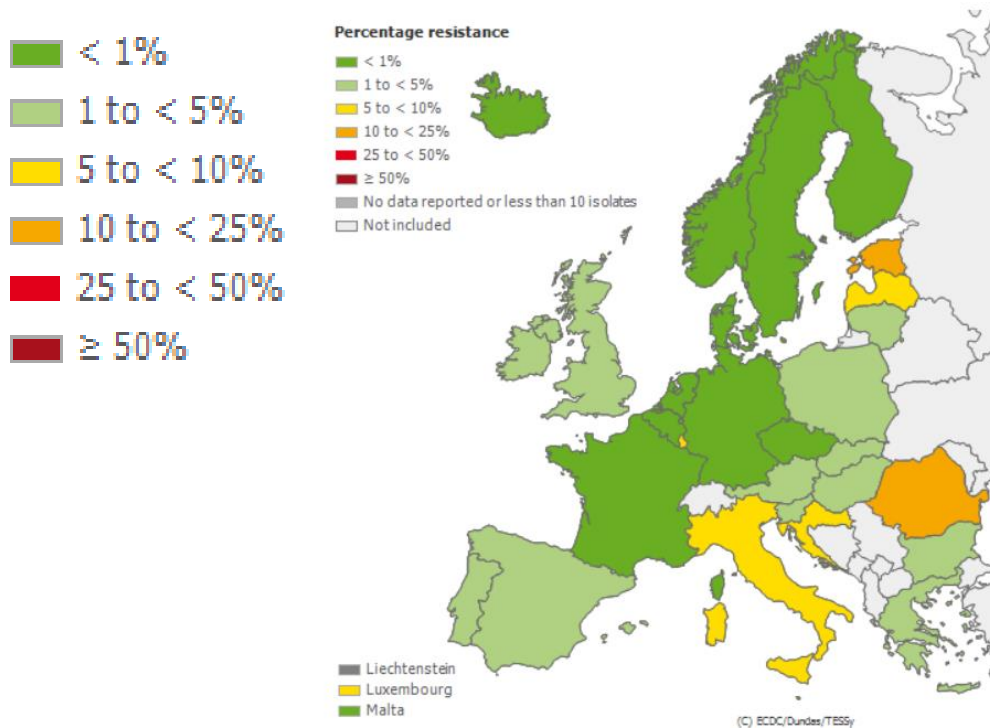 < 1%
1 to < 5%
5 to < 10%
10 to < 25%
25 to < 50%
≥ 50%
Percentage resistance
< 1%
1 to < 5%
5 to < 10%
10 to < 25%
25 to < 50%
≥ 50%
No data reported or less than 10 isolates
Not included
Liechtenstein
Luxembourg
Malta
(C) ECDC/Dundas/TESSy